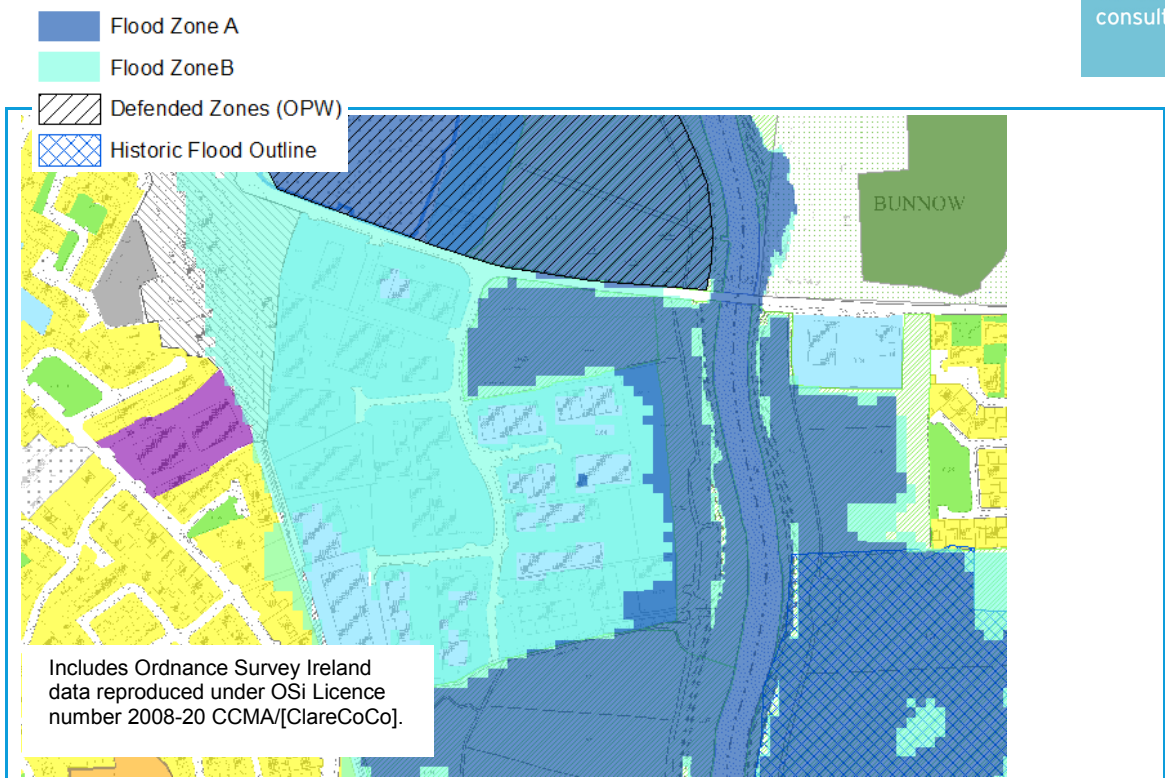 consult
Flood Zone A
Flood ZoneB
Defended Zones (OPW)
Historic Flood Outline
BUNNOW
Includes Ordnance Survey Ireland
data reproduced under OSi Licence
number 2008-20 CCMA/[ClareCoCo].